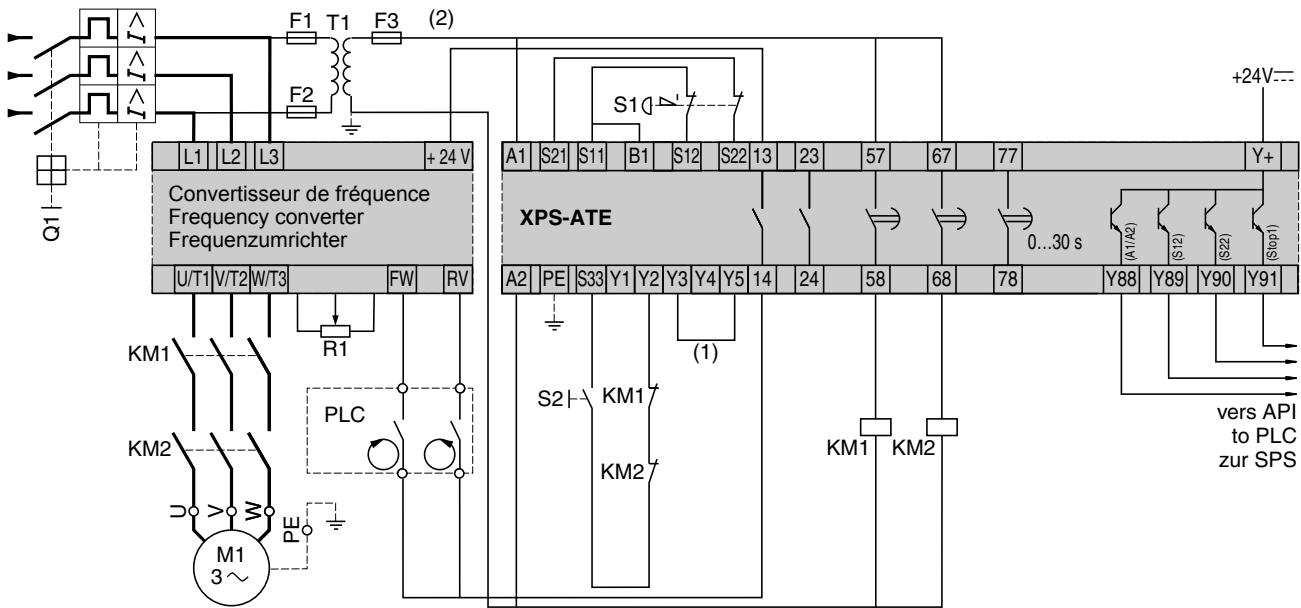 F1 T1 F3 (2)
F2
S1
+24V
L1 L2 L3 + 24 V
A1 S21 S11 B1 S12 S22 13 23 57 67 77 Y+
Convertisseur de fréquence
Frequency converter
Frequenzumrichter
XPS-ATE
0...30 s
(A1/A2) (S12) (S22) (Stop1)
Q1
U/T1 V/T2 W/T3 FW RV
A2 PE S33 Y1 Y2 Y3 Y4 Y5 14 24 58 68 78 Y88 Y89 Y90 Y91
R1
(1)
KM1
PLC
S2 KM1
KM2
KM2
KM1 KM2
vers API
to PLC
zur SPS
U V W PE
M1
3